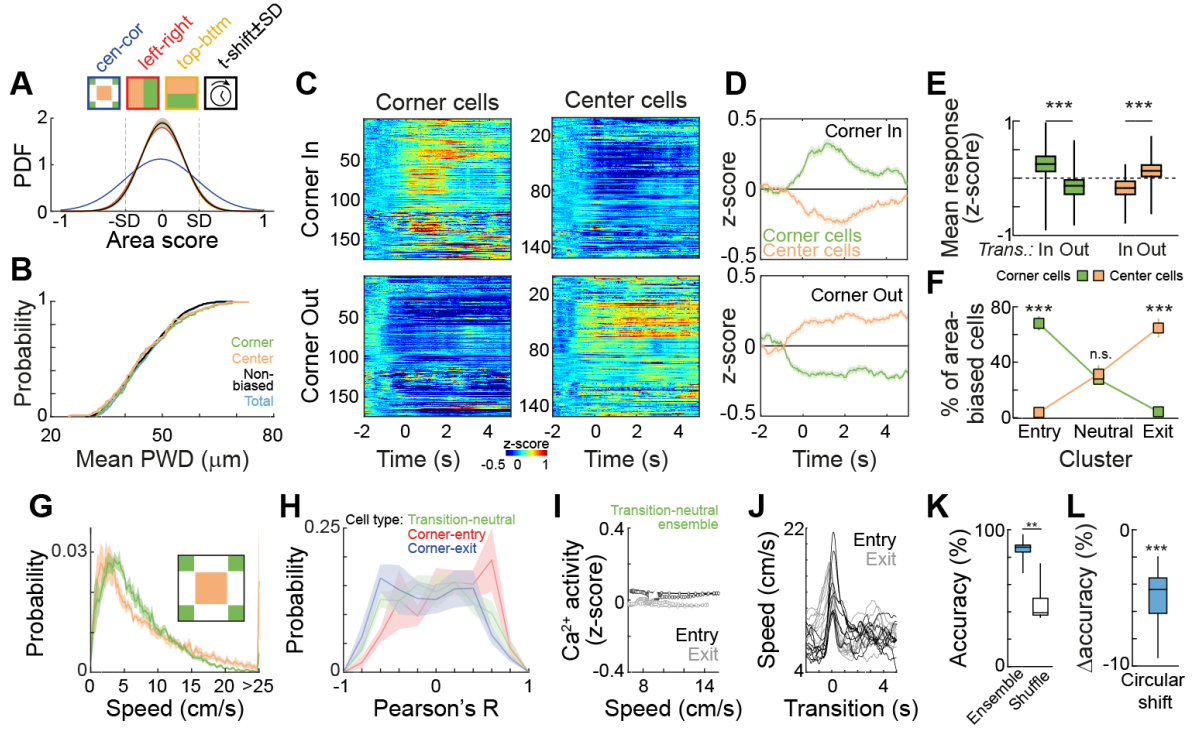 A
cen-cor
left-right
top-bttm
t-shift±SD
PDF
2
1
0
-1
-SD
0
SD
1
Area score
B
Probability
1
0
Corner
Center
Non-
biased
Total
20
50
80
Mean PWD (μm)
C
Corner cells
Center cells
Corner In
50
100
150
20
80
140
Corner Out
50
100
150
20
80
140
-2
0
2
4
-2
0
2
4
Time (s)
z-score
-0.5
0
1
Time (s)
D
0.5
Corner In
z-score
0
Corner cells
Center cells
-0.5
0.5
Corner Out
z-score
0
-0.5
-2
0
2
4
Time (s)
E
Mean response
(z-score)
1
-1
***
***
Trans.:
In
Out
In
Out
Corner cells
Center cells
F
% of area-
biased cells
80
40
0
***
n.s.
***
Entry
Neutral
Exit
Cluster
G
Probability
0.03
0
0
5
10
15
20
>25
Speed (cm/s)
H
Probability
0.25
0
Cell type:
Transition-neutral
Corner-entry
Corner-exit
-1
0
1
Pearson's R
I
Transition-neutral
ensemble
Ca2+ activity
(z-score)
0.4
0
-0.4
Entry
Exit
8
14
Speed (cm/s)
J
Speed (cm/s)
22
4
Entry
Exit
0
4
Transition (s)
K
Accuracy (%)
100
0
**
Ensemble
Shuffle
L
Δaccuracy (%)
0
-10
***
Circular
shift